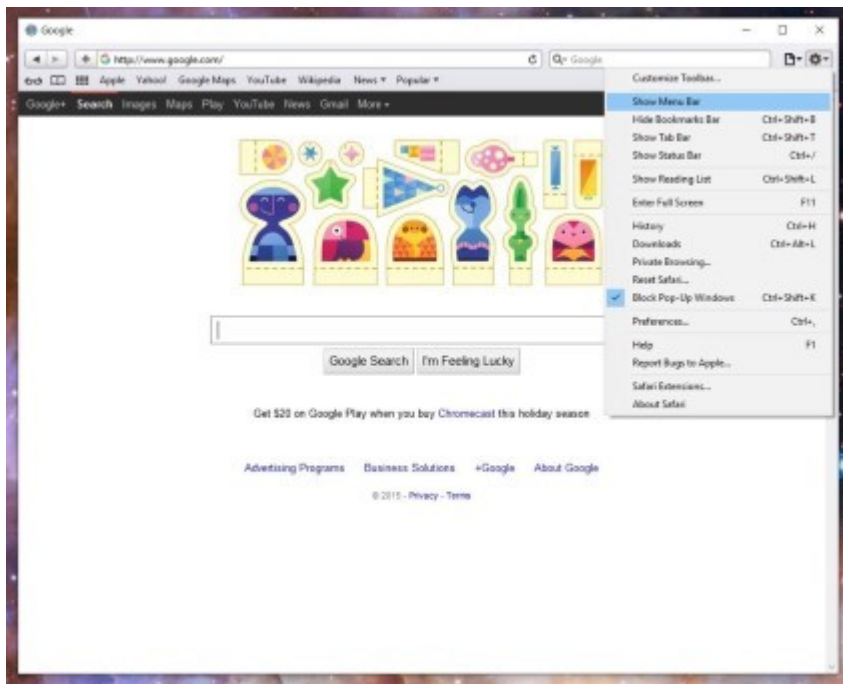 Google
http://www.google.com/
Google
Apple Yahoo! Google Maps YouTube Wikipedia News Popular
Google+ Search Images Maps Play YouTube News Gmail More
Customize Toolbar...
Show Menu Bar
Hide Bookmarks Bar Ctrl+Shift+B
Show Tab Bar Ctrl+Shift+T
Show Status Bar Ctrl+/
Show Reading List Ctrl+Shift+L
Enter Full Screen F11
History Ctrl+H
Downloads Ctrl+Alt+L
Private Browsing...
Reset Safari...
Block Pop-Up Windows Ctrl+Shift+K
Preferences... Ctrl+,
Help F1
Report Bugs to Apple...
Safari Extensions...
About Safari
Google Search I'm Feeling Lucky
Get $20 on Google Play when you buy Chromecast this holiday season
Advertising Programs Business Solutions +Google About Google
© 2015 - Privacy - Terms